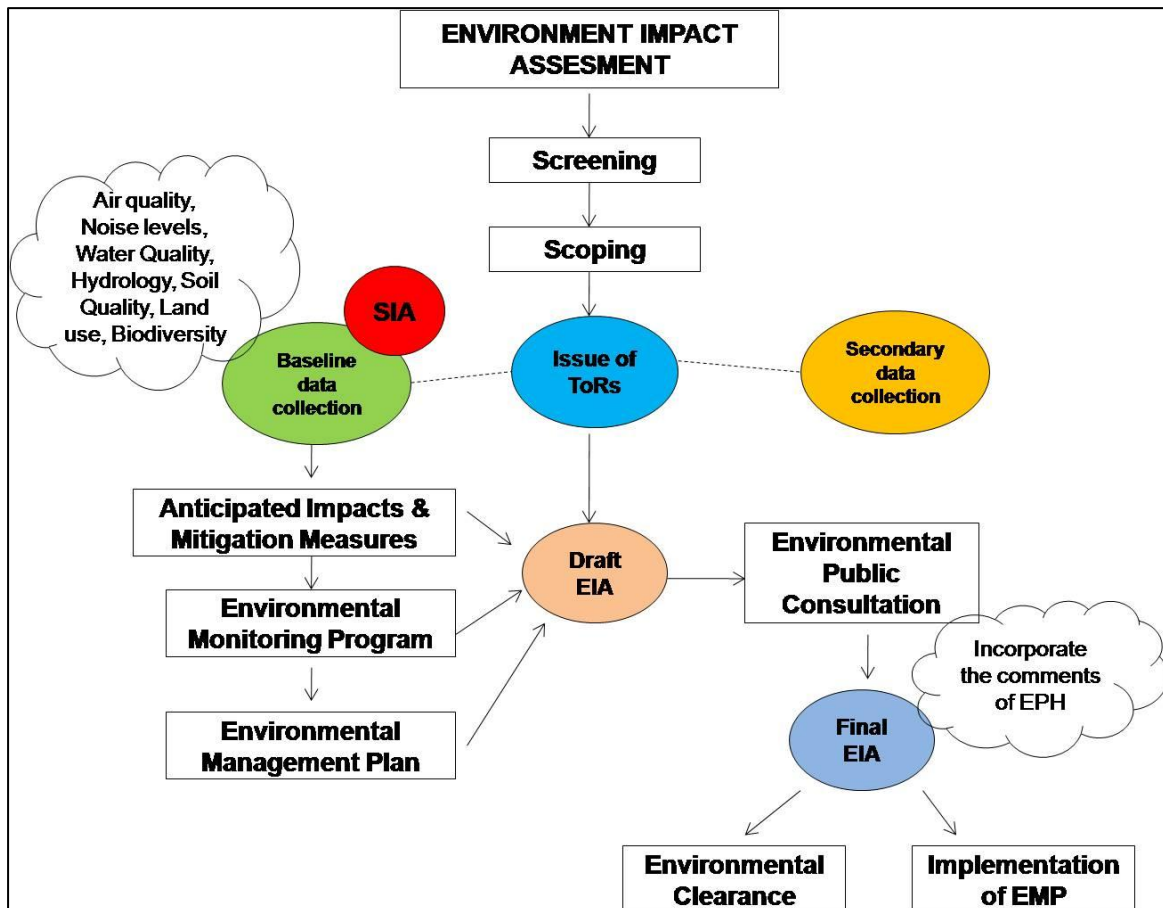 ENVIRONMENT IMPACT
ASSESMENT
Screening
Scoping
Air quality,
Noise levels,
Water Quality,
Hydrology, Soil
Quality, Land
use, Biodiversity
SIA
Baseline
data
collection
Issue of
ToRs
Secondary
data
collection
Anticipated Impacts &
Mitigation Measures
Environmental
Monitoring Program
Environmental
Management Plan
Draft
EIA
Environmental
Public
Consultation
Incorporate
the comments
of EPH
Final
EIA
Environmental
Clearance
Implementation
of EMP